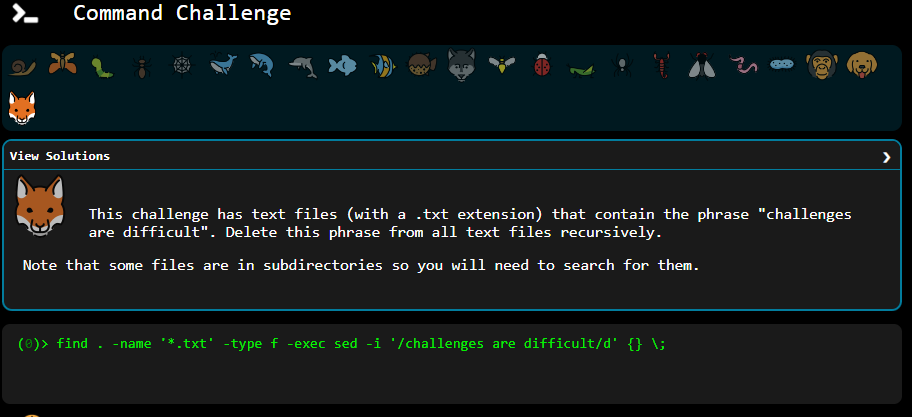 Command Challenge
View Solutions
This challenge has text files (with a .txt extension) that contain the phrase "challenges
are difficult". Delete this phrase from all text files recursively.
Note that some files are in subdirectories so you will need to search for them.
(0)> find . -name '*.txt' -type f -exec sed -i '/challenges are difficult/d' {} \;